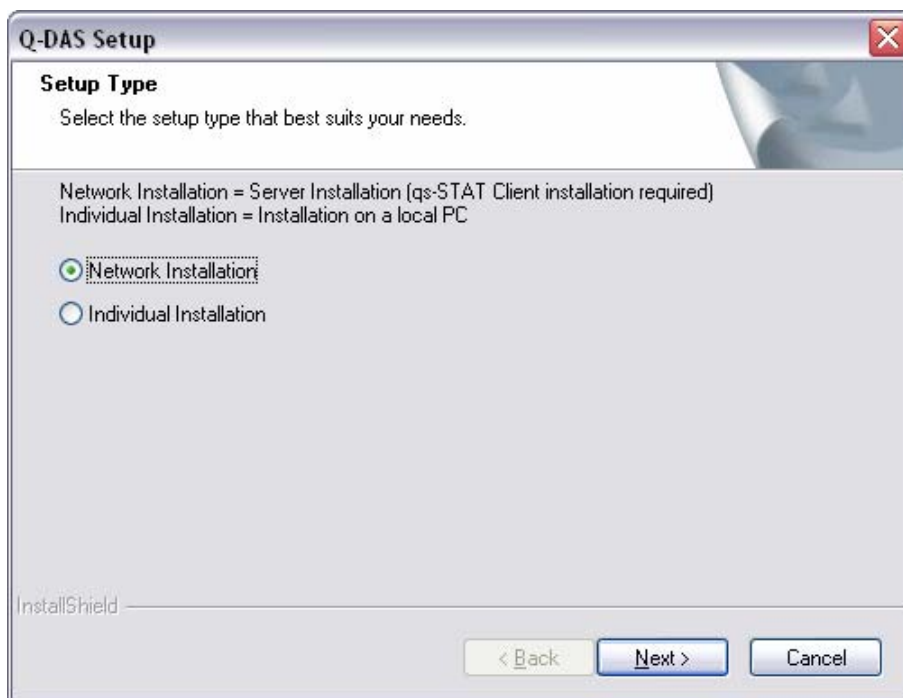 Q-DAS Setup
Setup Type
Select the setup type that best suits your needs.
Network Installation = Server Installation (qs-STAT Client installation required)
Individual Installation = Installation on a local PC
Network Installation
Individual Installation
InstallShield
< Back
Next >
Cancel